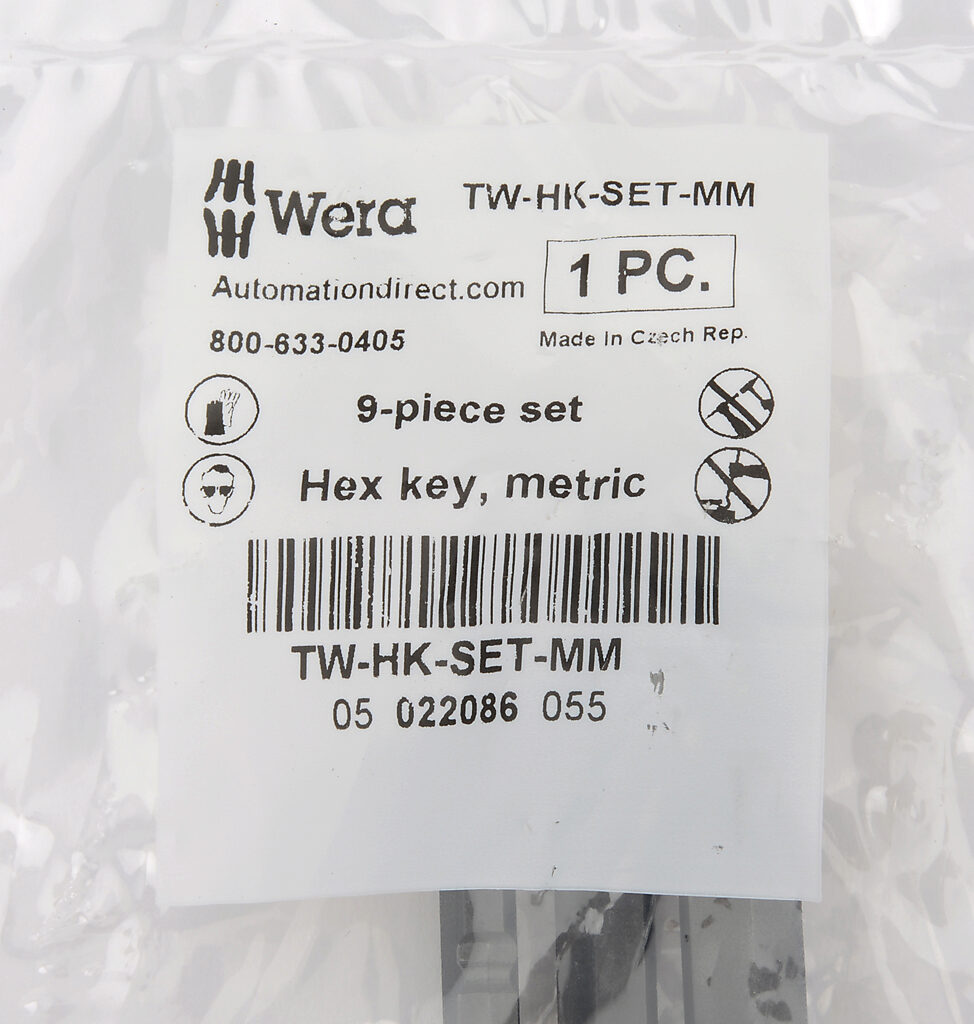 Wera TW-HK-SET-MM
Automationdirect.com 1 PC.
800-633-0405 Made In Czech Rep.
9-piece set
Hex key, metric
TW-HK-SET-MM
05 022086 055